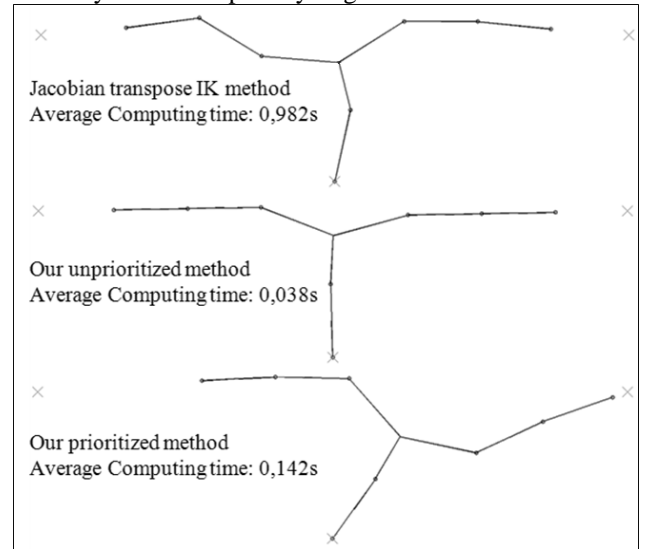 Jacobian transpose IK method
Average Computing time: 0,982s
Our unprioritized method
Average Computing time: 0,038s
Our prioritized method
Average Computing time: 0,142s